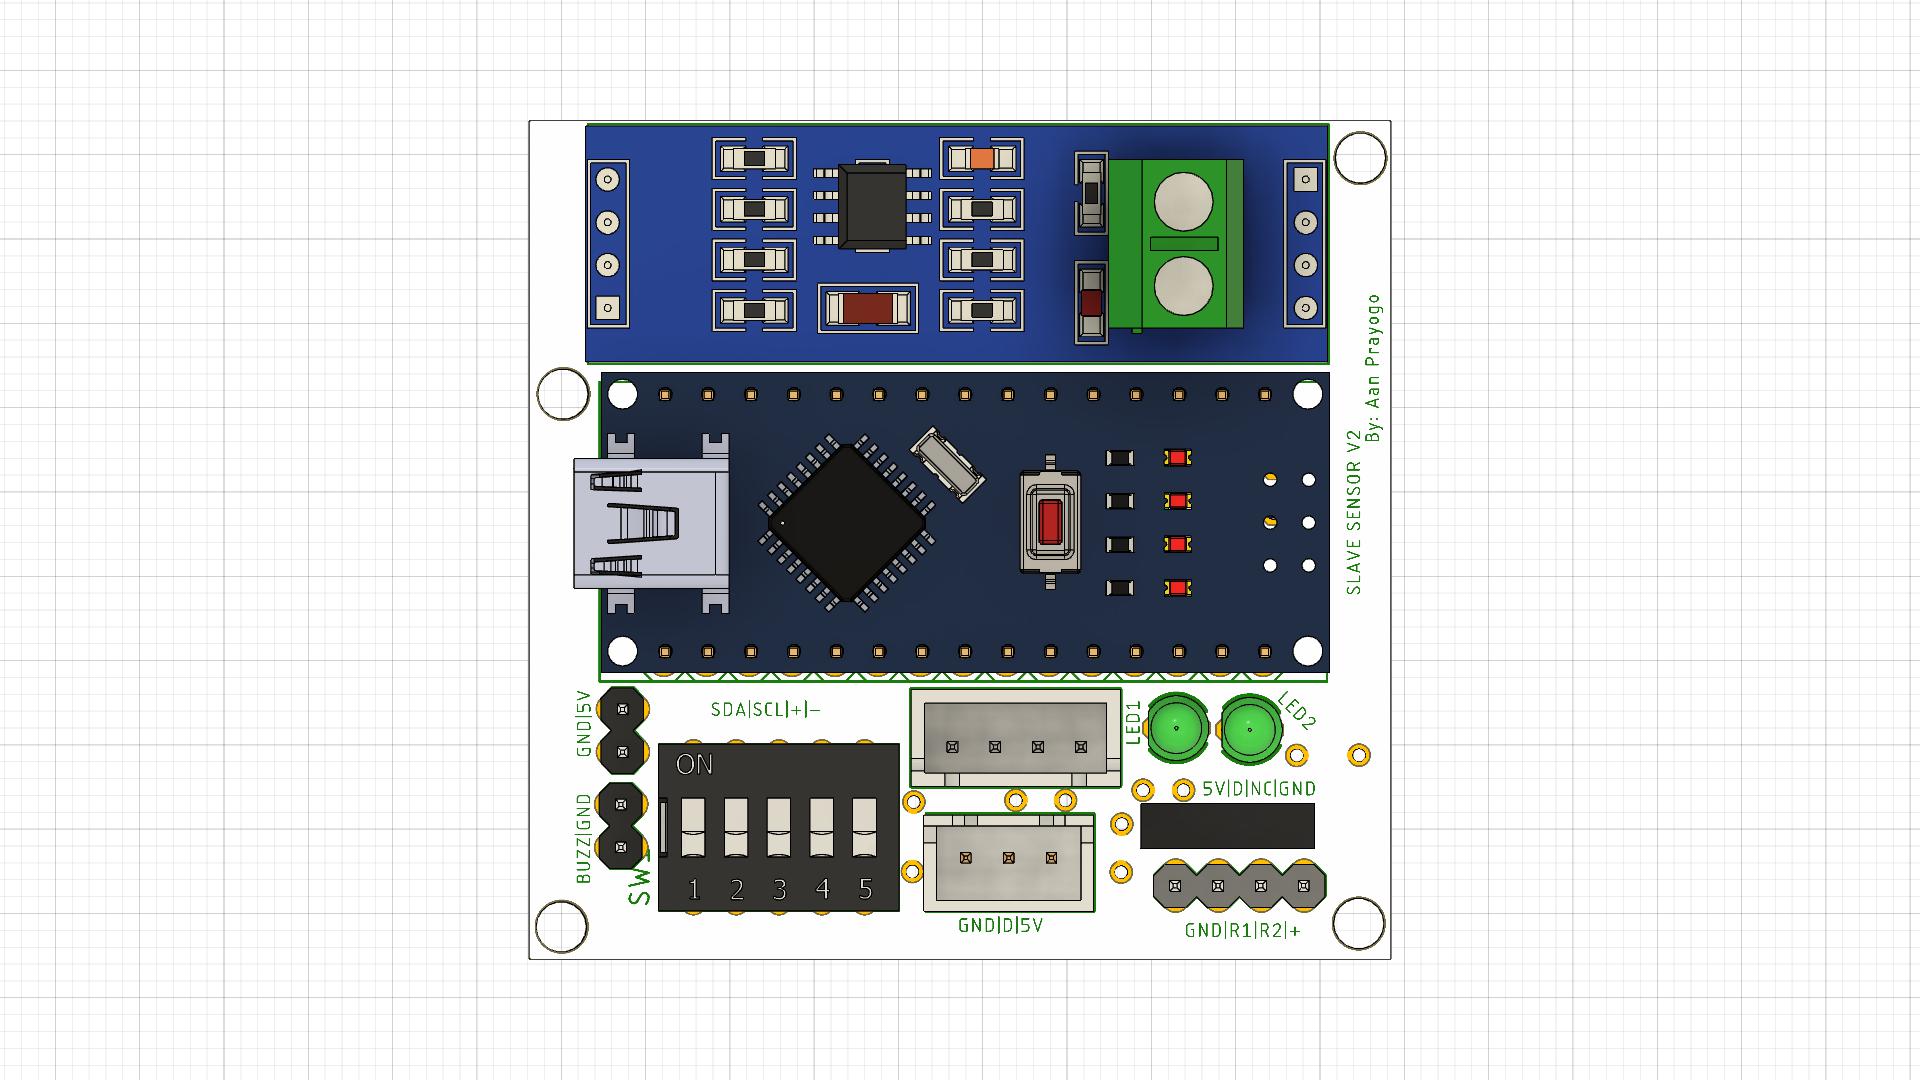 By: Aan Prayogo
SLAVE SENSOR V2
GND|5V
SDA|SCL|+|-
LED1
LED2
5V|D|NC|GND
BUZZ|GND
ON
1 2 3 4 5
GND|D|5V
GND|R1|R2|+